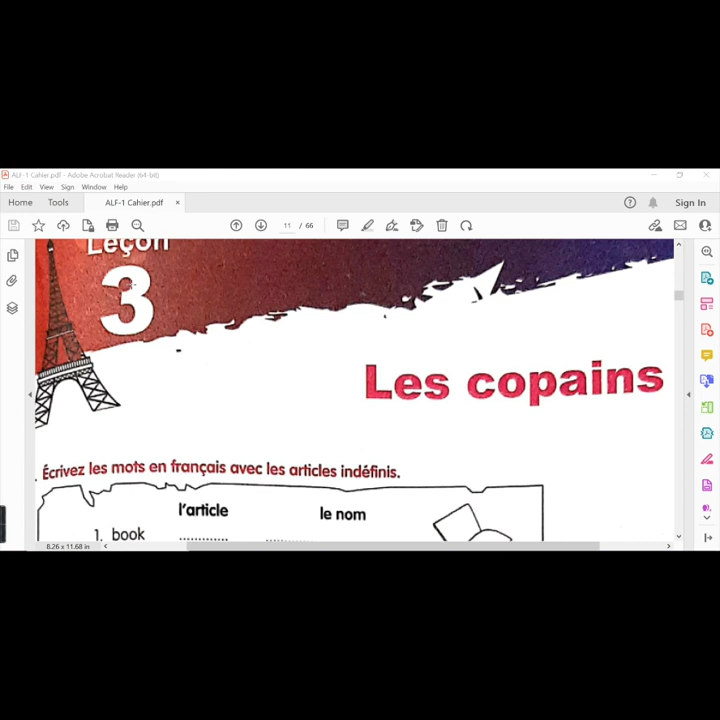 ALF-1 Cahier.pdf - Adobe Acrobat Reader (64-bit)
File Edit View Sign Window Help
Home Tools ALF-1 Cahier.pdf × Sign In
11 / 66
Leçon
3
Les copains
. Écrivez les mots en français avec les articles indéfinis.
l'article le nom
1. book ............. 
8.26 x 11.68 in